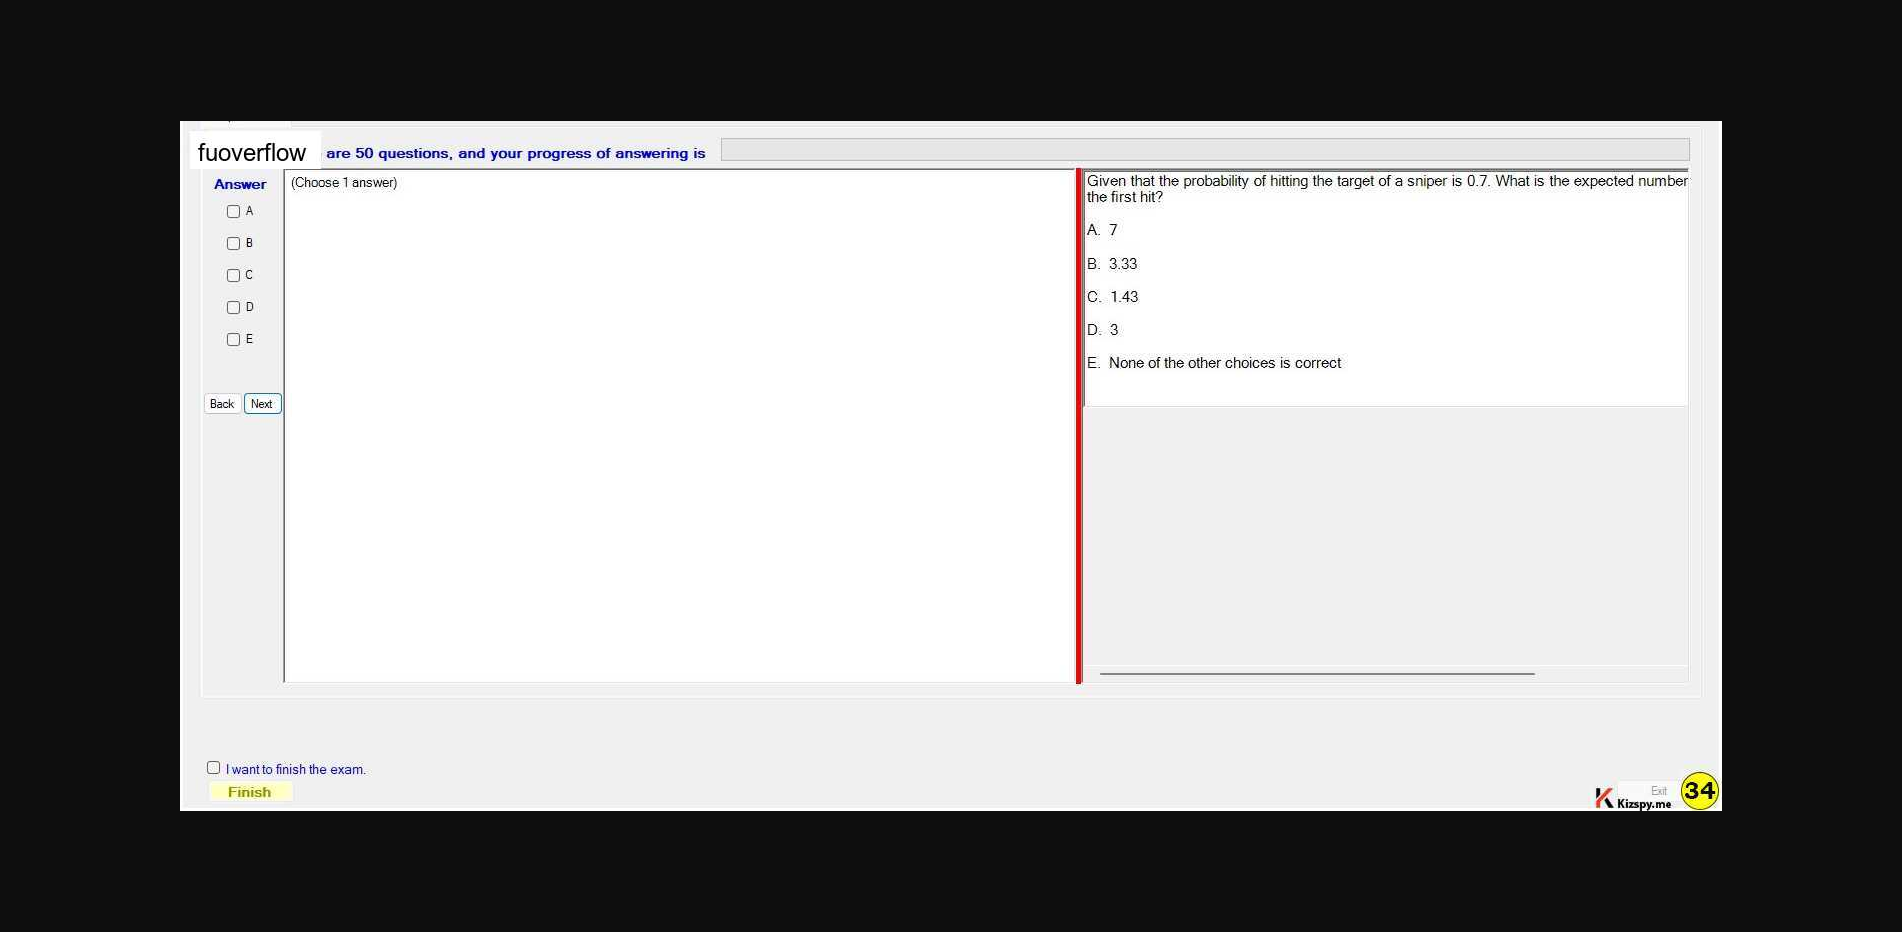 fuoverflow are 50 questions, and your progress of answering is
Answer
A
B
C
D
E
Back Next
(Choose 1 answer)
Given that the probability of hitting the target of a sniper is 0.7. What is the expected number
the first hit?
A. 7
B. 3.33
C. 1.43
D. 3
E. None of the other choices is correct
I want to finish the exam.
Finish
Exit
Kizspy.me
34